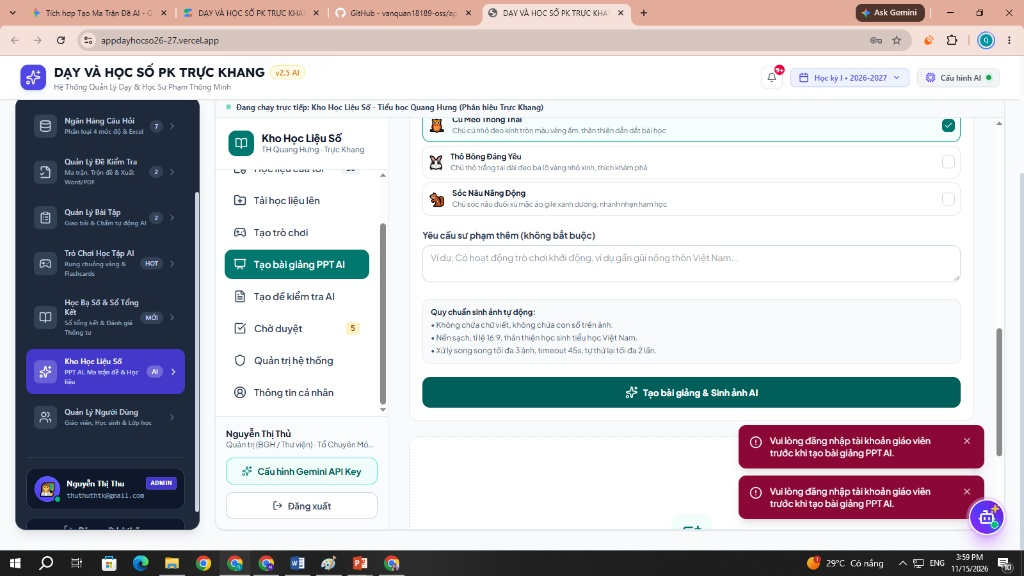 Tích hợp Tạo Ma Trận Đề AI - G
DẠY VÀ HỌC SỐ PK TRỰC KHAN
GitHub - vanquan18189-oss/ap
DẠY VÀ HỌC SỐ PK TRỰC KHAN
Ask Gemini
appdayhocso26-27.vercel.app
DẠY VÀ HỌC SỐ PK TRỰC KHANG
v2.5 AI
Hệ Thống Quản Lý Dạy & Học Sư Phạm Thông Minh
9+
Học kỳ I • 2026-2027
Cấu hình AI
Ngân Hàng Câu Hỏi
Phân loại 4 mức độ & Excel
7
Quản Lý Đề Kiểm Tra
Ma trận, Trộn đề & Xuất
Word/PDF
2
Quản Lý Bài Tập
Giao bài & Chấm tự động AI
2
Trò Chơi Học Tập AI
Rung chuông vàng &
Flashcards
HOT
Học Bạ Số & Sổ Tổng
Kết
Sổ tổng kết & Đánh giá
Thông tư
MỚI
Kho Học Liệu Số
PPT AI, Ma trận đề & Học
liệu
AI
Quản Lý Người Dùng
Giáo viên, Học sinh & Lớp học
Nguyễn Thị Thu
ADMIN
thuthuthtk@gmail.com
Đang chạy trực tiếp: Kho Học Liệu Số - Tiểu học Quang Hưng (Phân hiệu Trực Khang)
Kho Học Liệu Số
TH Quang Hưng · Trực Khang
Học liệu của tôi
Tải học liệu lên
Tạo trò chơi
Tạo bài giảng PPT AI
Tạo đề kiểm tra AI
Chờ duyệt
5
Quản trị hệ thống
Thông tin cá nhân
Nguyễn Thị Thủ
Quản trị (BGH / Thư viện) · Tổ Chuyên Mô...
Cấu hình Gemini API Key
Đăng xuất
Cú Mèo Thông Thái
Chú cú nhỏ đeo kính tròn màu vàng ấm, thân thiện dẫn dắt bài học
Thỏ Bông Đáng Yêu
Chú thỏ trắng tai dài đeo ba lô vàng nhỏ xinh, thích khám phá
Sóc Nâu Năng Động
Chú sóc nâu đuôi xù mặc áo gile xanh dương, nhanh nhẹn ham học
Yêu cầu sư phạm thêm (không bắt buộc)
Ví dụ: Có hoạt động trò chơi khởi động, ví dụ gần gũi nông thôn Việt Nam...
Quy chuẩn sinh ảnh tự động:
• Không chứa chữ viết, không chứa con số trên ảnh.
• Nền sạch, tỉ lệ 16:9, thân thiện học sinh tiểu học Việt Nam.
• Xử lý song song tối đa 3 ảnh, timeout 45s, tự thử lại tối đa 2 lần.
Tạo bài giảng & Sinh ảnh AI
Vui lòng đăng nhập tài khoản giáo viên
trước khi tạo bài giảng PPT AI.
Vui lòng đăng nhập tài khoản giáo viên
trước khi tạo bài giảng PPT AI.
29°C Có nắng
ENG
3:59 PM
11/15/2026
10